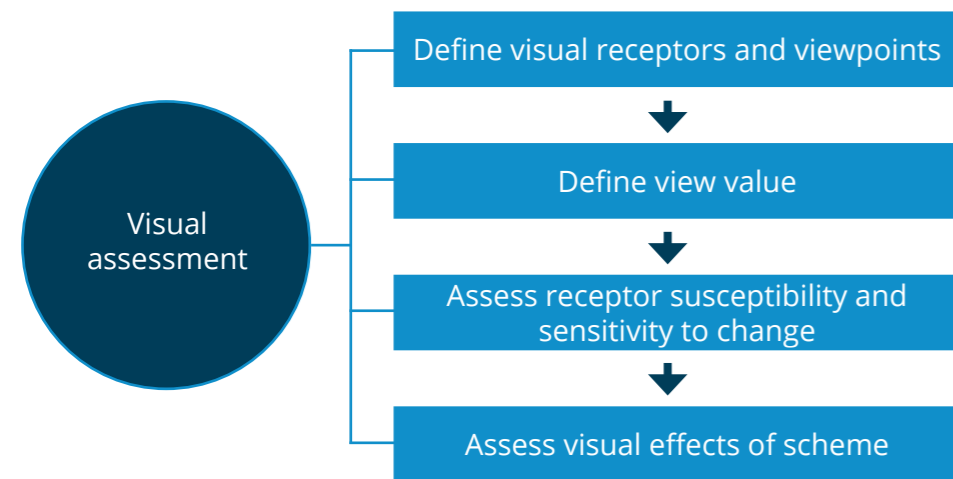 Visual
assessment
Define visual receptors and viewpoints
Define view value
Assess receptor susceptibility and
sensitivity to change
Assess visual effects of scheme